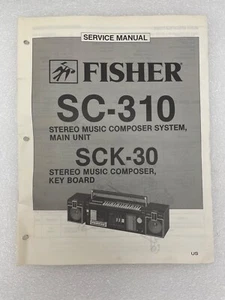 SERVICE MANUAL
FISHER
SC-310
STEREO MUSIC COMPOSER SYSTEM,
MAIN UNIT
SCK-30
STEREO MUSIC COMPOSER,
KEY BOARD
US